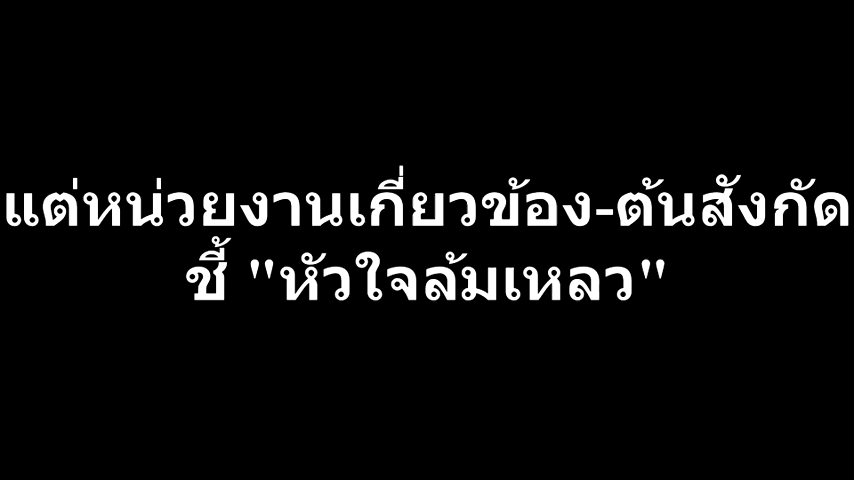 แต่หน่วยงานเกี่ยวข้อง-ต้นสังกัด
ชี้ "หัวใจล้มเหลว"